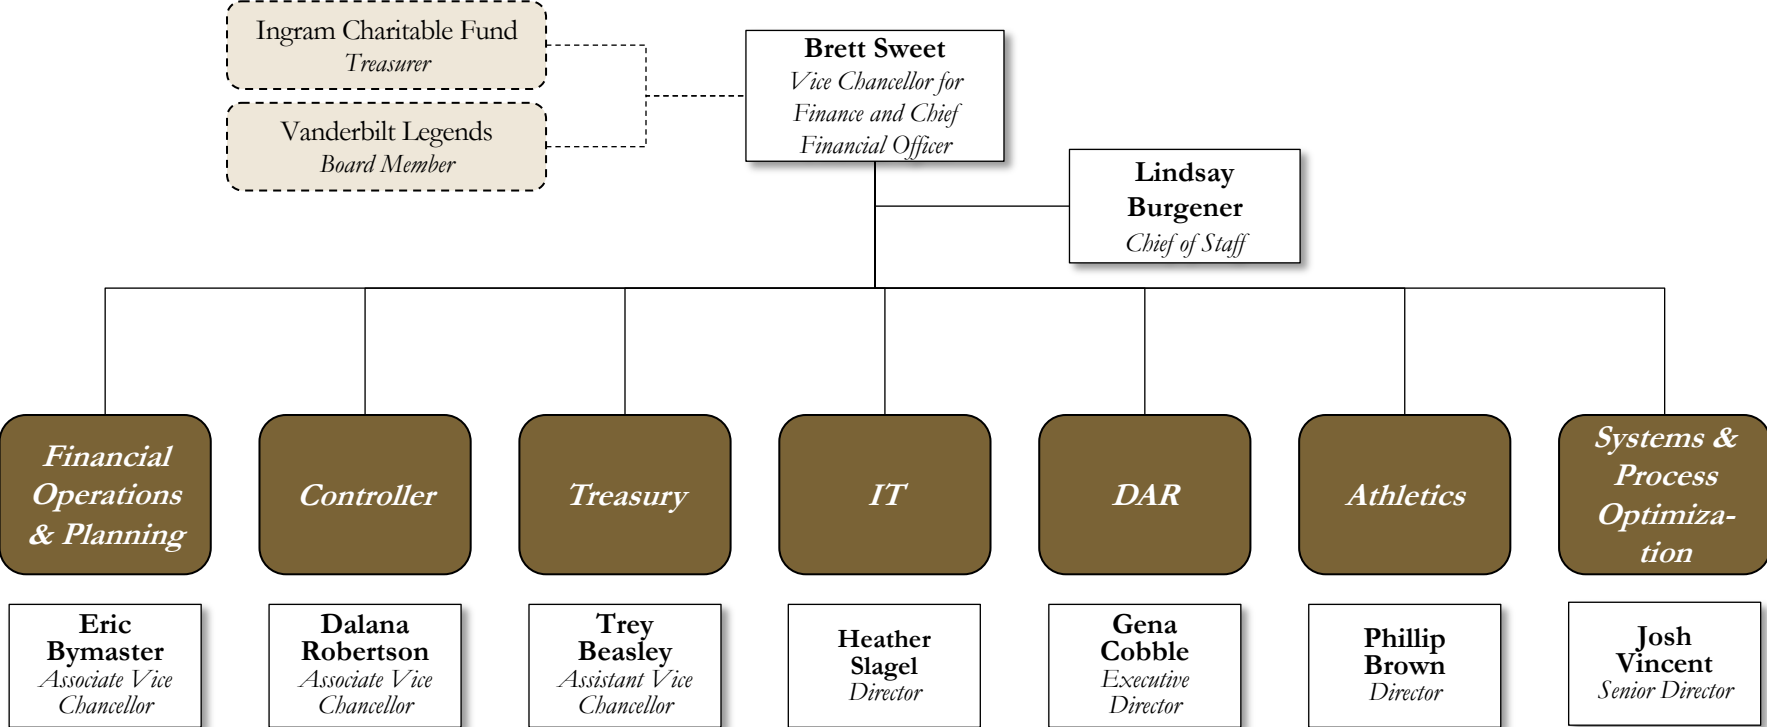 Ingram Charitable Fund
Treasurer
Vanderbilt Legends
Board Member
Brett Sweet
Vice Chancellor for
Finance and Chief
Financial Officer
Lindsay
Burgener
Chief of Staff
Financial
Operations
& Planning
Controller
Treasury
IT
DAR
Athletics
Systems &
Process
Optimiza-
tion
Eric
Bymaster
Associate Vice
Chancellor
Dalana
Robertson
Associate Vice
Chancellor
Trey
Beasley
Assistant Vice
Chancellor
Heather
Slagel
Director
Gena
Cobble
Executive
Director
Phillip
Brown
Director
Josh
Vincent
Senior Director